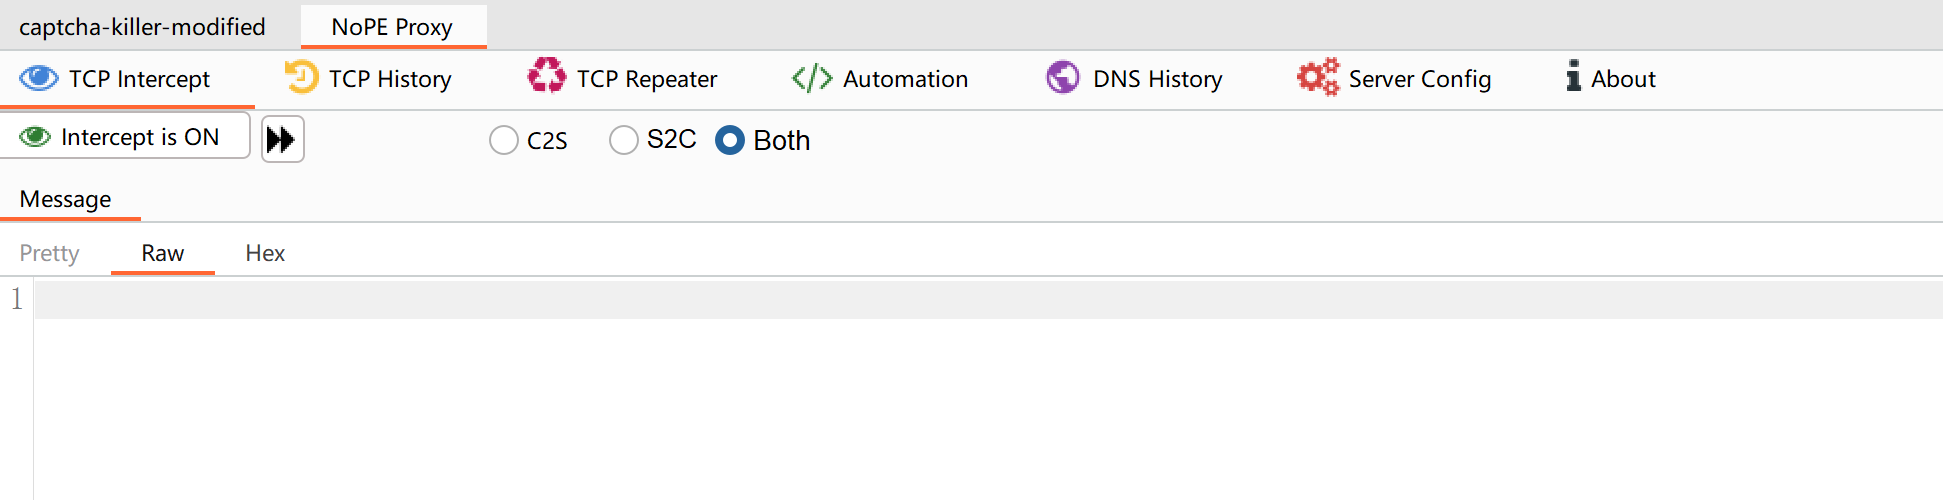 captcha-killer-modified NoPE Proxy
TCP Intercept TCP History TCP Repeater Automation DNS History Server Config About
Intercept is ON C2S S2C Both
Message
Pretty Raw Hex
1